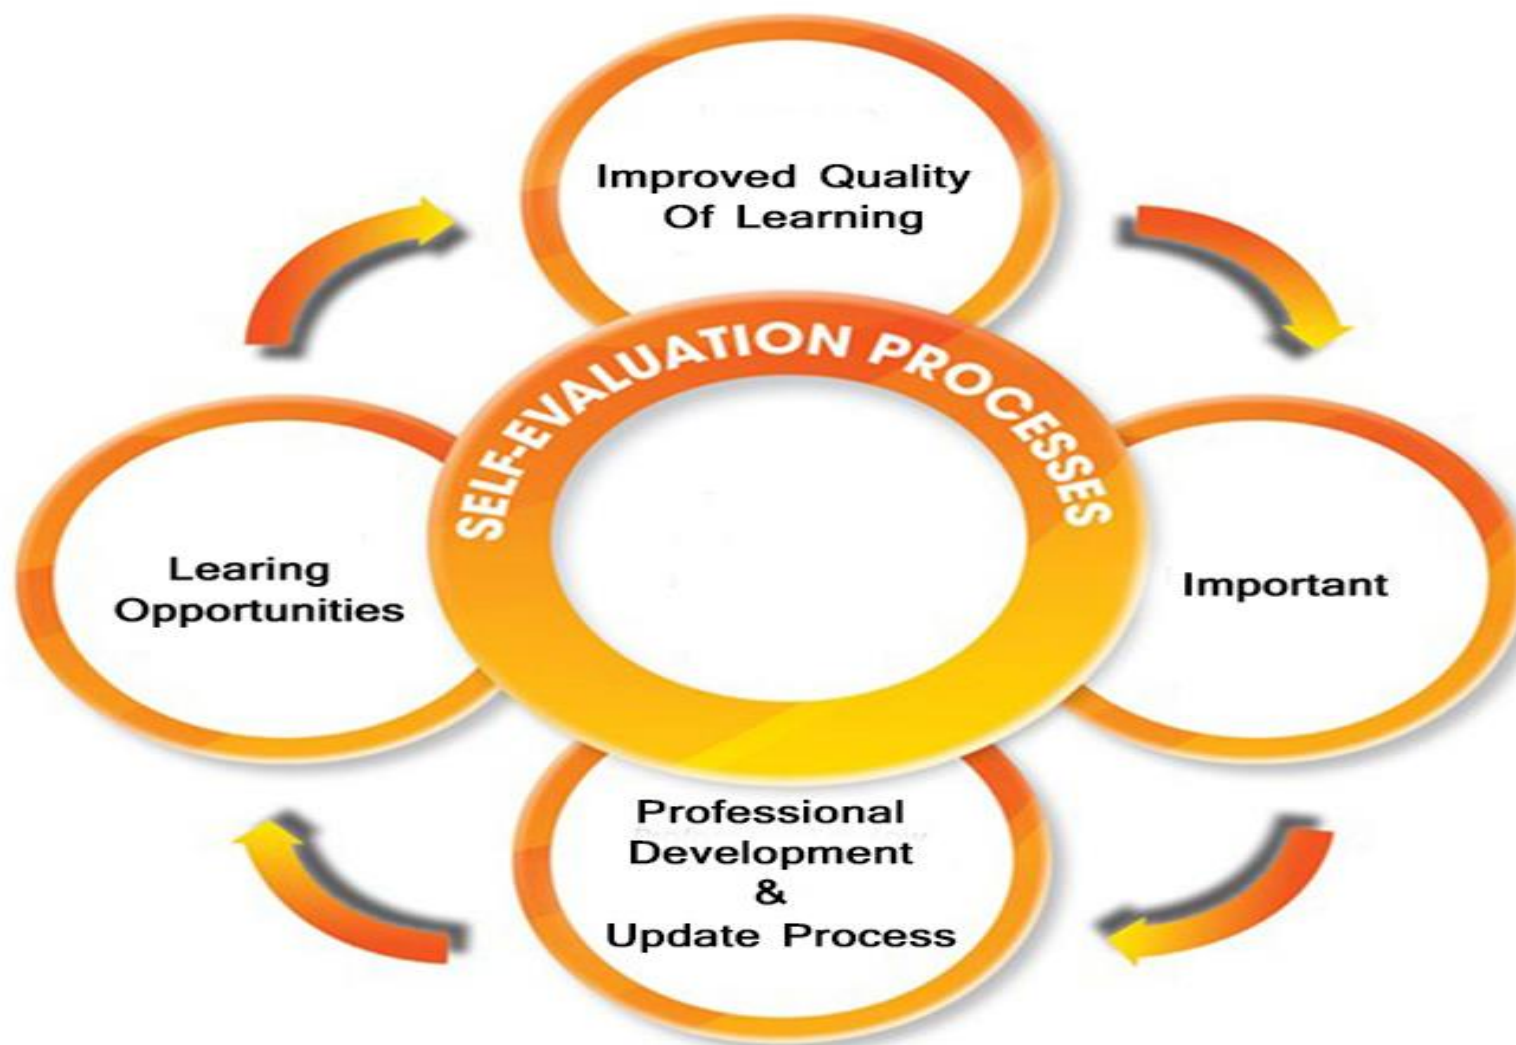 Improved Quality
Of Learning
SELF-EVALUATION PROCESSES
Learing
Opportunities
Important
Professional
Development
&
Update Process